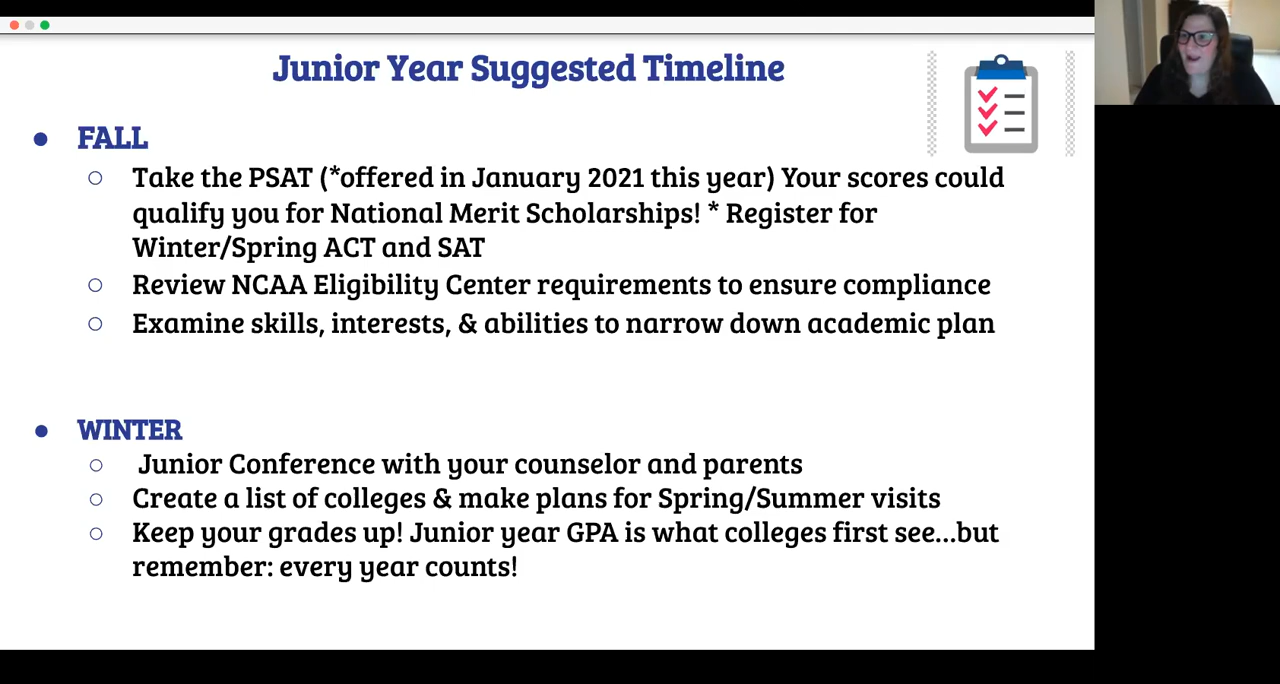 Junior Year Suggested Timeline
FALL
Take the PSAT (*offered in January 2021 this year) Your scores could
qualify you for National Merit Scholarships! * Register for
Winter/Spring ACT and SAT
Review NCAA Eligibility Center requirements to ensure compliance
Examine skills, interests, & abilities to narrow down academic plan
WINTER
Junior Conference with your counselor and parents
Create a list of colleges & make plans for Spring/Summer visits
Keep your grades up! Junior year GPA is what colleges first see...but
remember: every year counts!